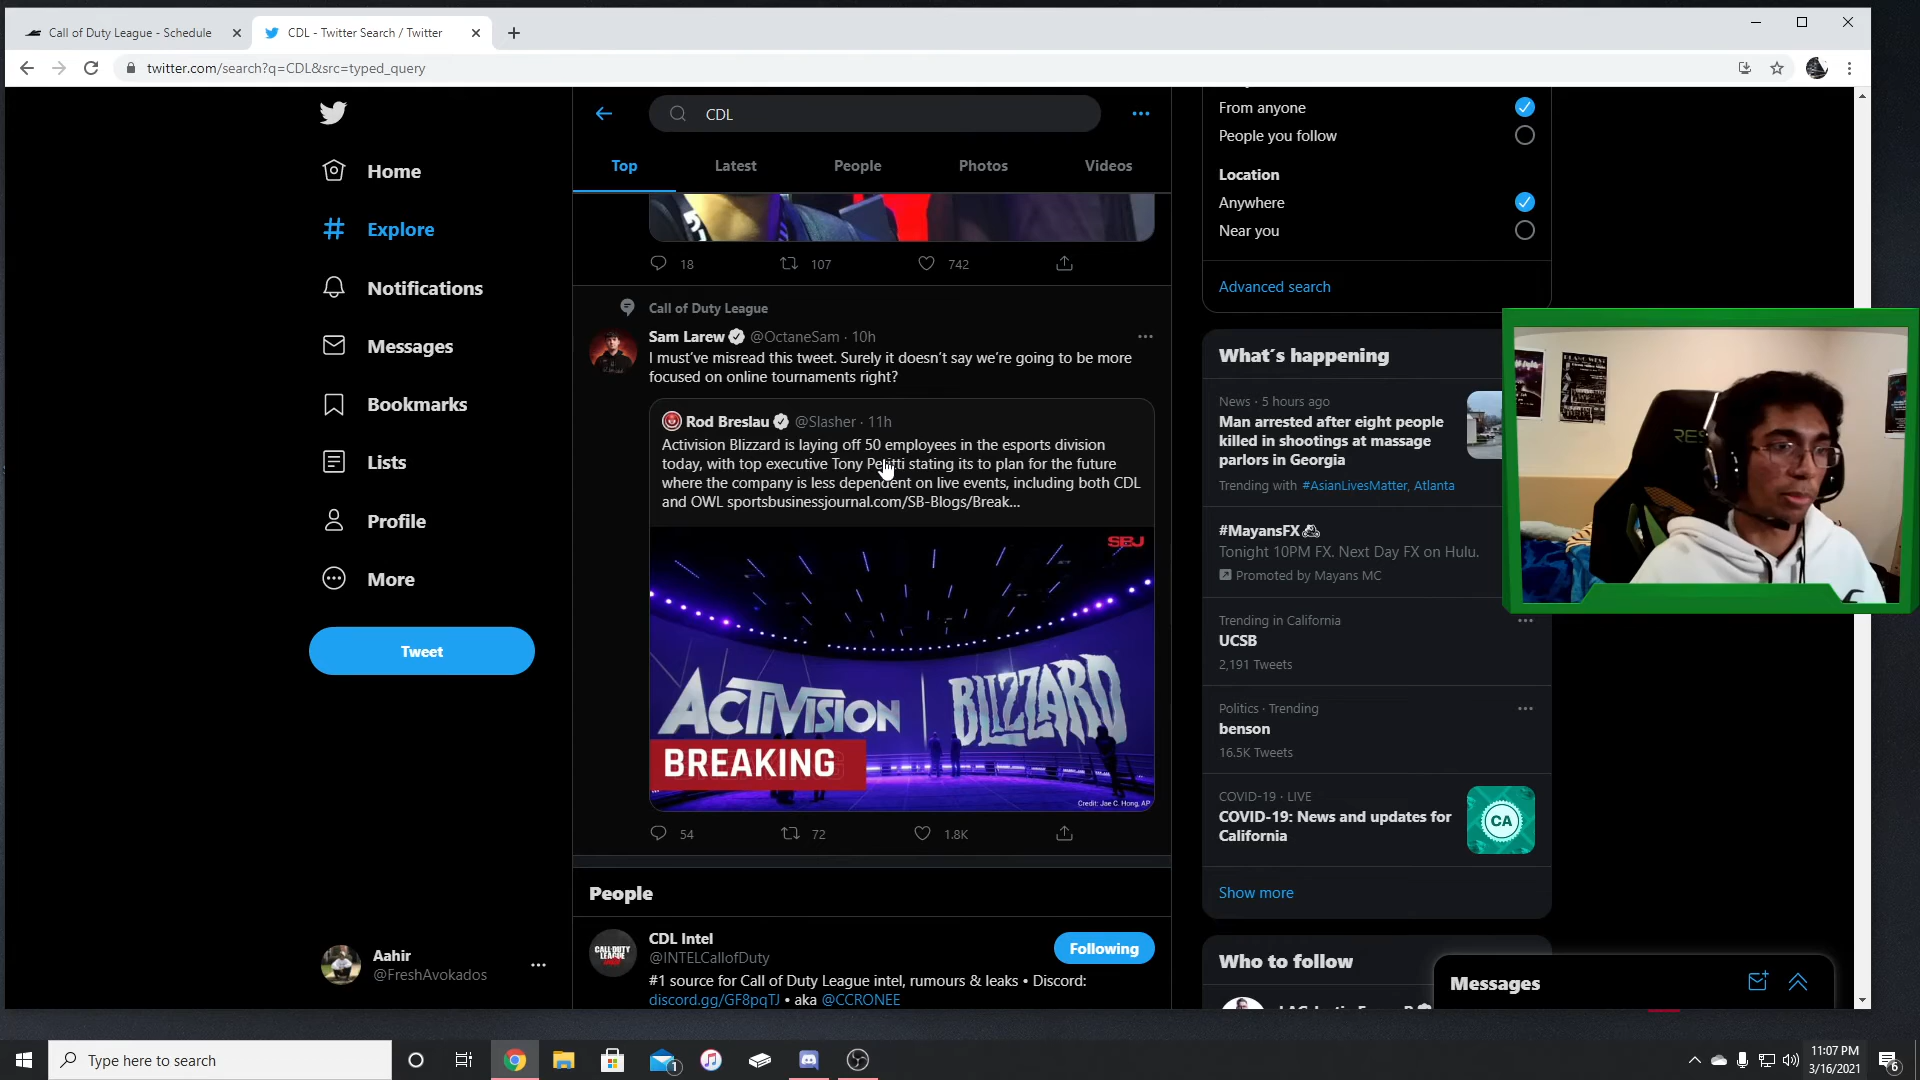 Call of Duty League - Schedule
CDL - Twitter Search / Twitter
twitter.com/search?q=CDL&src=typed_query
Home
Explore
Notifications
Messages
Bookmarks
Lists
Profile
More
Tweet
Aahir
@FreshAvokados
CDL
Top Latest People Photos Videos
18 107 742
Call of Duty League
Sam Larew @OctaneSam · 10h
I must've misread this tweet. Surely it doesn't say we're going to be more
focused on online tournaments right?
Rod Breslau @Slasher · 11h
Activision Blizzard is laying off 50 employees in the esports division
today, with top executive Tony Petitti stating its to plan for the future
where the company is less dependent on live events, including both CDL
and OWL sportsbusinessjournal.com/SB-Blogs/Break...
SBJ
ACTIVISION BLIZZARD
BREAKING
Credit: Jae C. Hong, AP
54 72 1.8K
People
CALL OF DUTY
LEAGUE
CDL Intel
@INTELCallofDuty
Following
#1 source for Call of Duty League intel, rumours & leaks • Discord:
discord.gg/GF8pqTJ • aka @CCRONEE
From anyone
People you follow
Location
Anywhere
Near you
Advanced search
What's happening
News · 5 hours ago
Man arrested after eight people
killed in shootings at massage
parlors in Georgia
Trending with #AsianLivesMatter, Atlanta
#MayansFX
Tonight 10PM FX. Next Day FX on Hulu.
Promoted by Mayans MC
Trending in California
UCSB
2,191 Tweets
Politics · Trending
benson
16.5K Tweets
COVID-19 · LIVE
COVID-19: News and updates for
California
CA
Show more
Who to follow
Messages
Type here to search
1
11:07 PM
3/16/2021
6